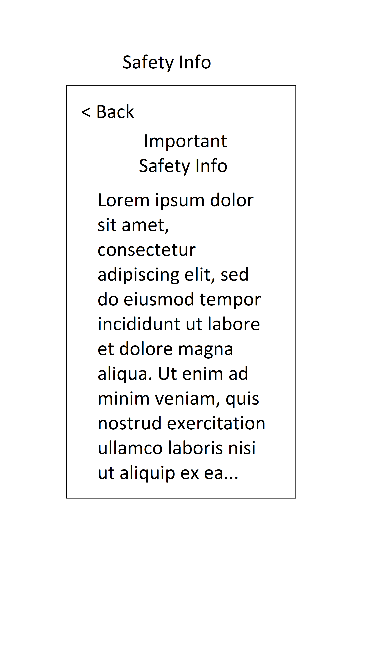 Safety Info
< Back
Important
Safety Info
Lorem ipsum dolor
sit amet,
consectetur
adipiscing elit, sed
do eiusmod tempor
incididunt ut labore
et dolore magna
aliqua. Ut enim ad
minim veniam, quis
nostrud exercitation
ullamco laboris nisi
ut aliquip ex ea...